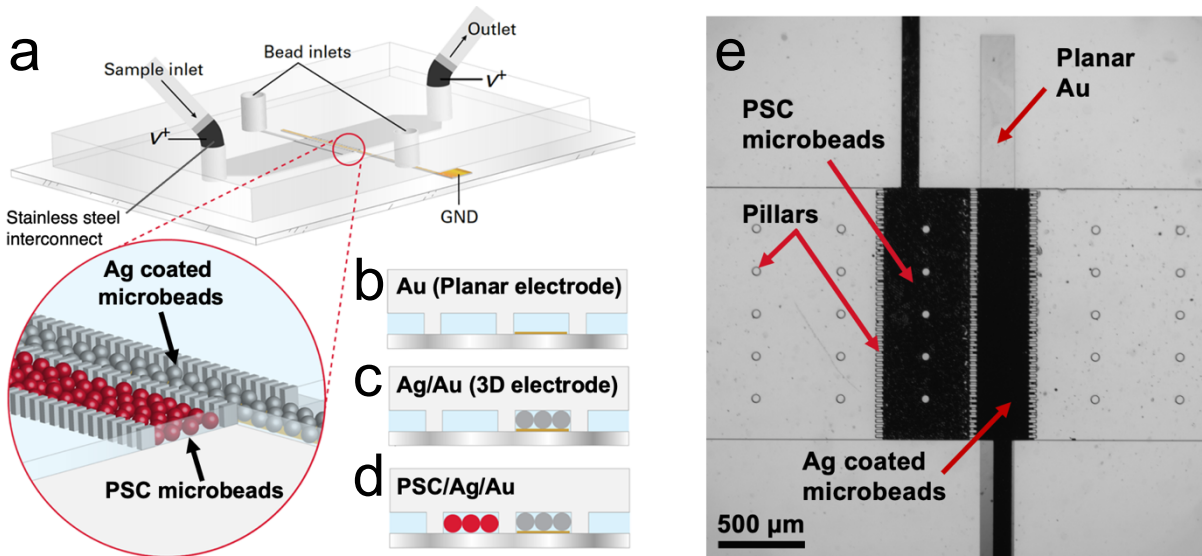 a
Sample inlet
V+
Bead inlets
Outlet
V+
Stainless steel
interconnect
GND
Ag coated
microbeads
PSC microbeads
b
Au (Planar electrode)
c
Ag/Au (3D electrode)
d
PSC/Ag/Au
e
Planar
Au
PSC
microbeads
Pillars
Ag coated
microbeads
500 µm